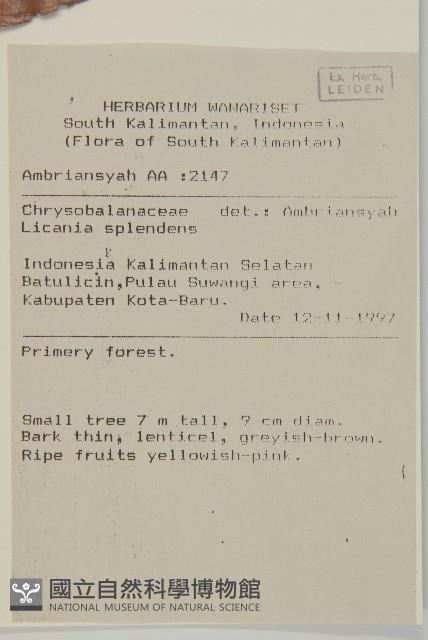 Ex. Herb.
LEIDEN
HERBARIUM WANARISET
South Kalimantan, Indonesia
(Flora of South Kalimantan)
Ambriansyah AA :2147
Chrysobalanaceae det.: Ambriansyah
Licania splendens
Indonesia Kalimantan Selatan
Batulicin,Pulau Suwangi area,
Kabupaten Kota-Baru.
Date 12-11-1997
Primery forest.
Small tree 7 m tall, 9 cm diam.
Bark thin, lenticel, greyish-brown.
Ripe fruits yellowish-pink.
國立自然科學博物館
NATIONAL MUSEUM OF NATURAL SCIENCE